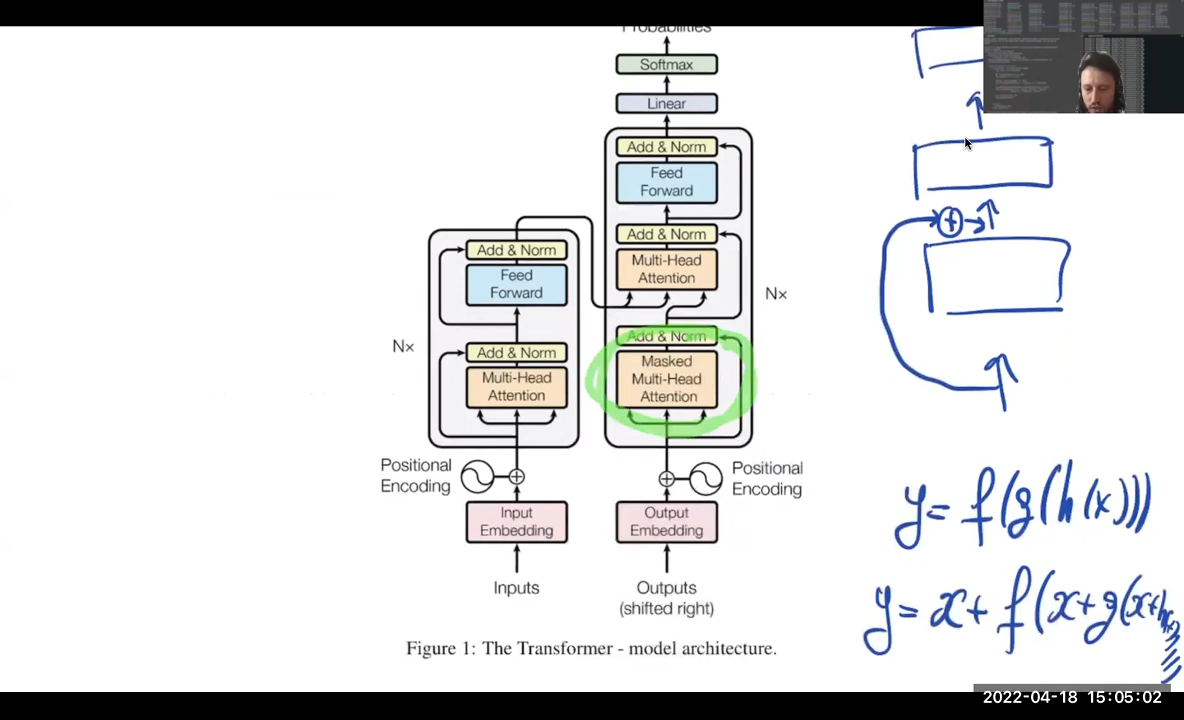 Probabilities
Softmax
Linear
Add & Norm
Feed
Forward
Add & Norm
Multi-Head
Attention
Nx
Add & Norm
Masked
Multi-Head
Attention
Add & Norm
Feed
Forward
Nx
Add & Norm
Multi-Head
Attention
Positional
Encoding
Positional
Encoding
Input
Embedding
Output
Embedding
Inputs
Outputs
(shifted right)
Figure 1: The Transformer - model architecture.
+
y = f(g(h(x)))
y = x + f(x+g(x+h
2022-04-18 15:05:02